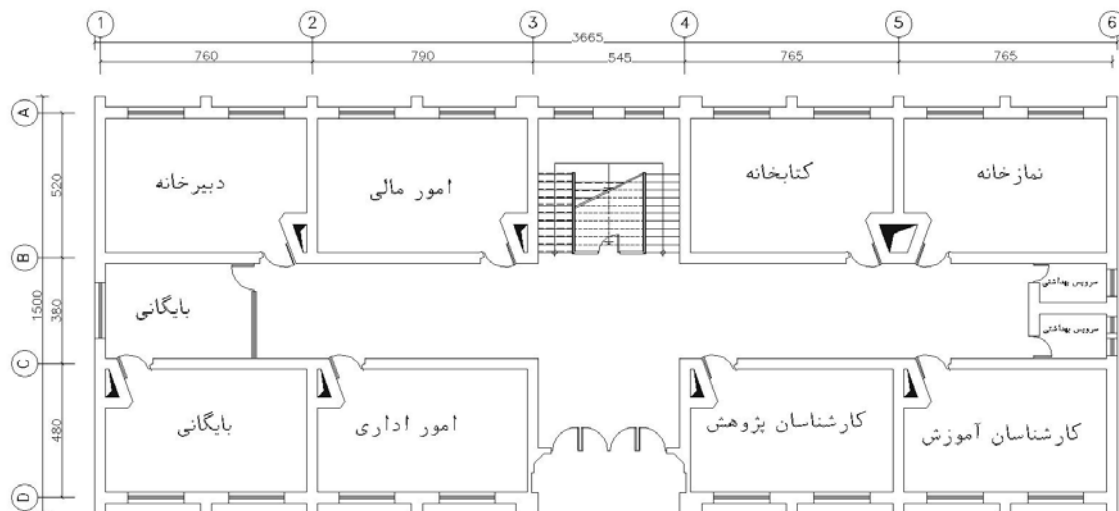 1 2 3 4 5 6
3665
760 790 545 765 765
A
دبیرخانه
امور مالی
کتابخانه
نمازخانه
520
B
بایگانی
سرویس بهداشتی
سرویس بهداشتی
1500
380
C
بایگانی
امور اداری
کارشناسان پژوهش
کارشناسان آموزش
480
D